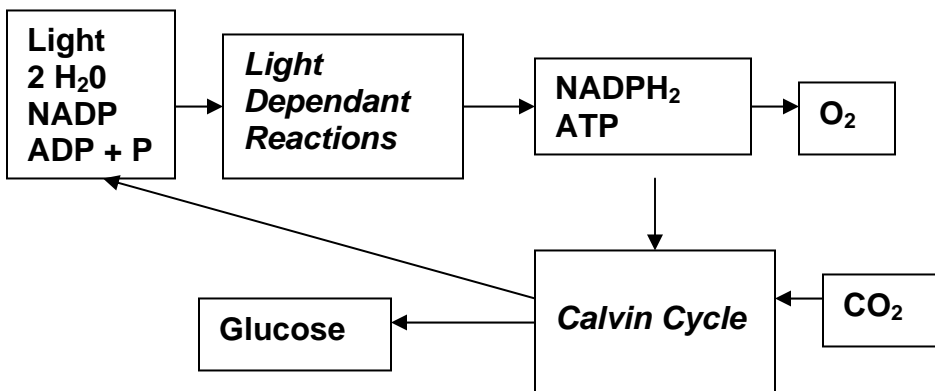 Light
2 H₂0
NADP
ADP + P
Light
Dependant
Reactions
NADPH₂
ATP
O₂
Calvin Cycle
CO₂
Glucose